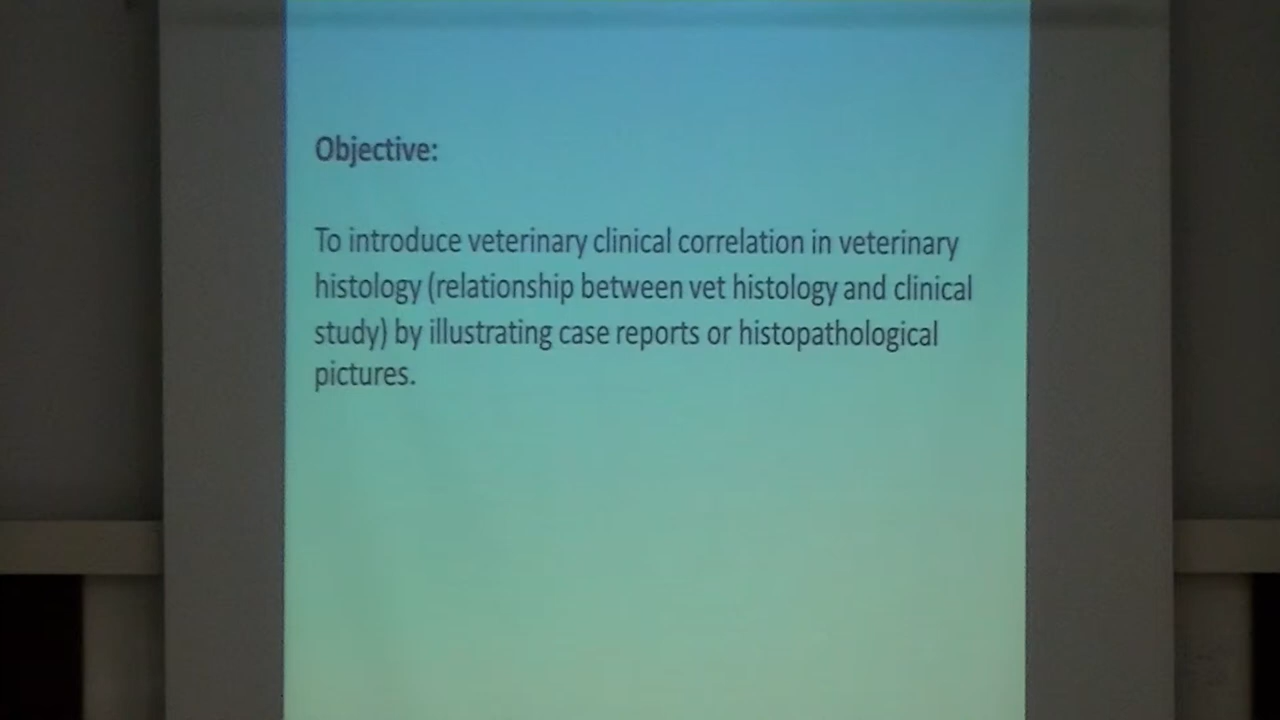 Objective:
To introduce veterinary clinical correlation in veterinary
histology (relationship between vet histology and clinical
study) by illustrating case reports or histopathological
pictures.